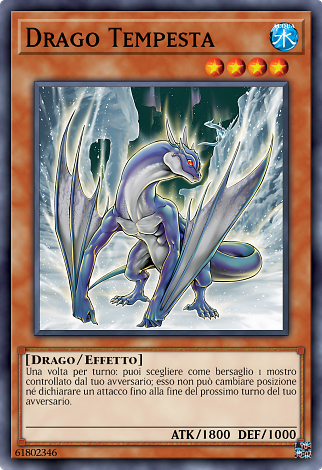 Drago Tempesta
ACQUA
水
[Drago/Effetto]
Una volta per turno: puoi scegliere come bersaglio 1 mostro
controllato dal tuo avversario; esso non può cambiare posizione
né dichiarare un attacco fino alla fine del prossimo turno del tuo
avversario.
ATK/1800 DEF/1000
61802346